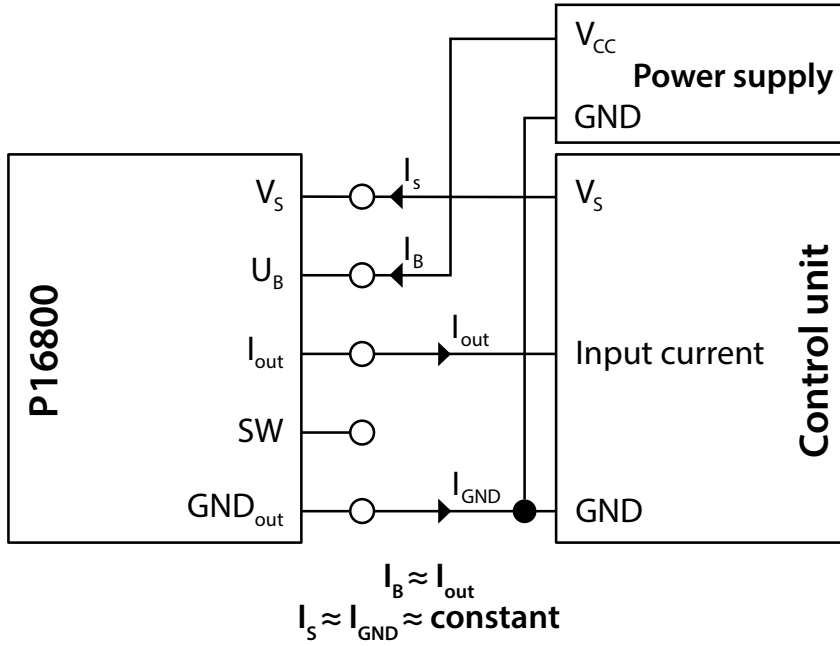 V_CC
Power supply
GND
P16800
V_S
I_s
V_S
U_B
I_B
I_out
I_out
Input current
Control unit
SW
GND_out
I_GND
GND
I_B ≈ I_out
I_S ≈ I_GND ≈ constant